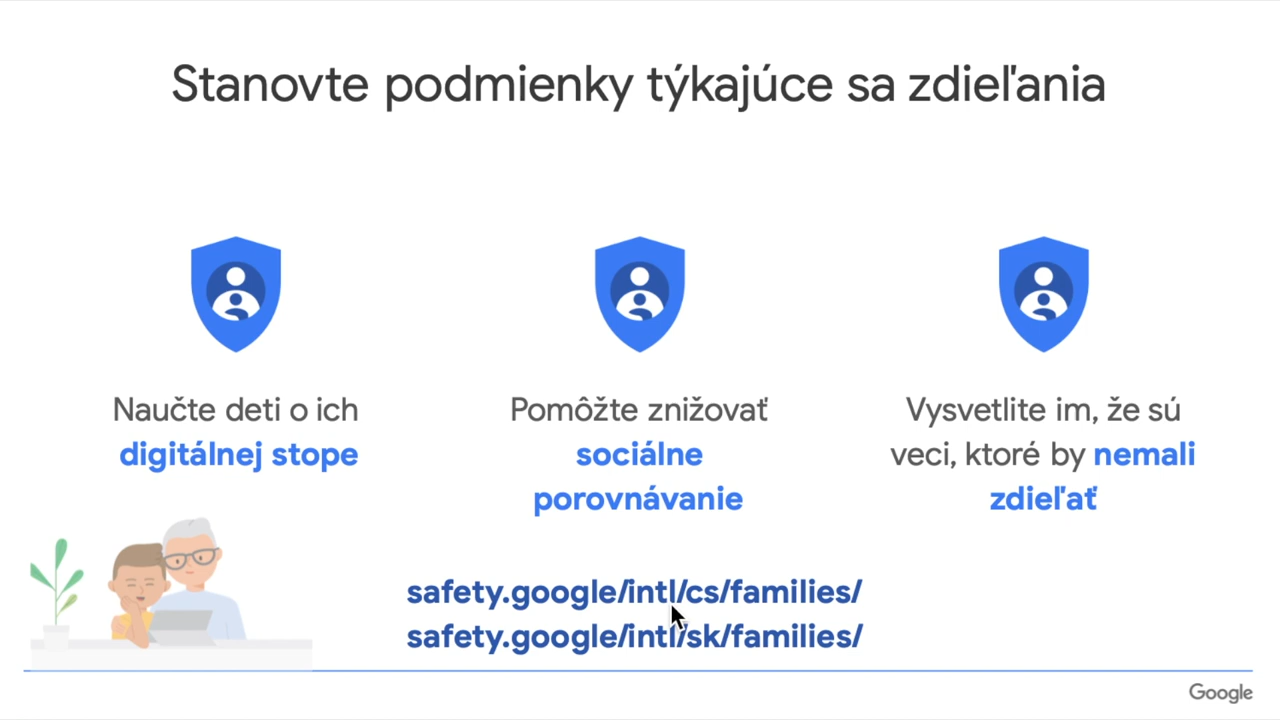 Stanovte podmienky týkajúce sa zdieľania
Naučte deti o ich
digitálnej stope
Pomôžte znižovať
sociálne
porovnávanie
Vysvetlite im, že sú
veci, ktoré by nemali
zdieľať
safety.google/intl/cs/families/
safety.google/intl/sk/families/
Google